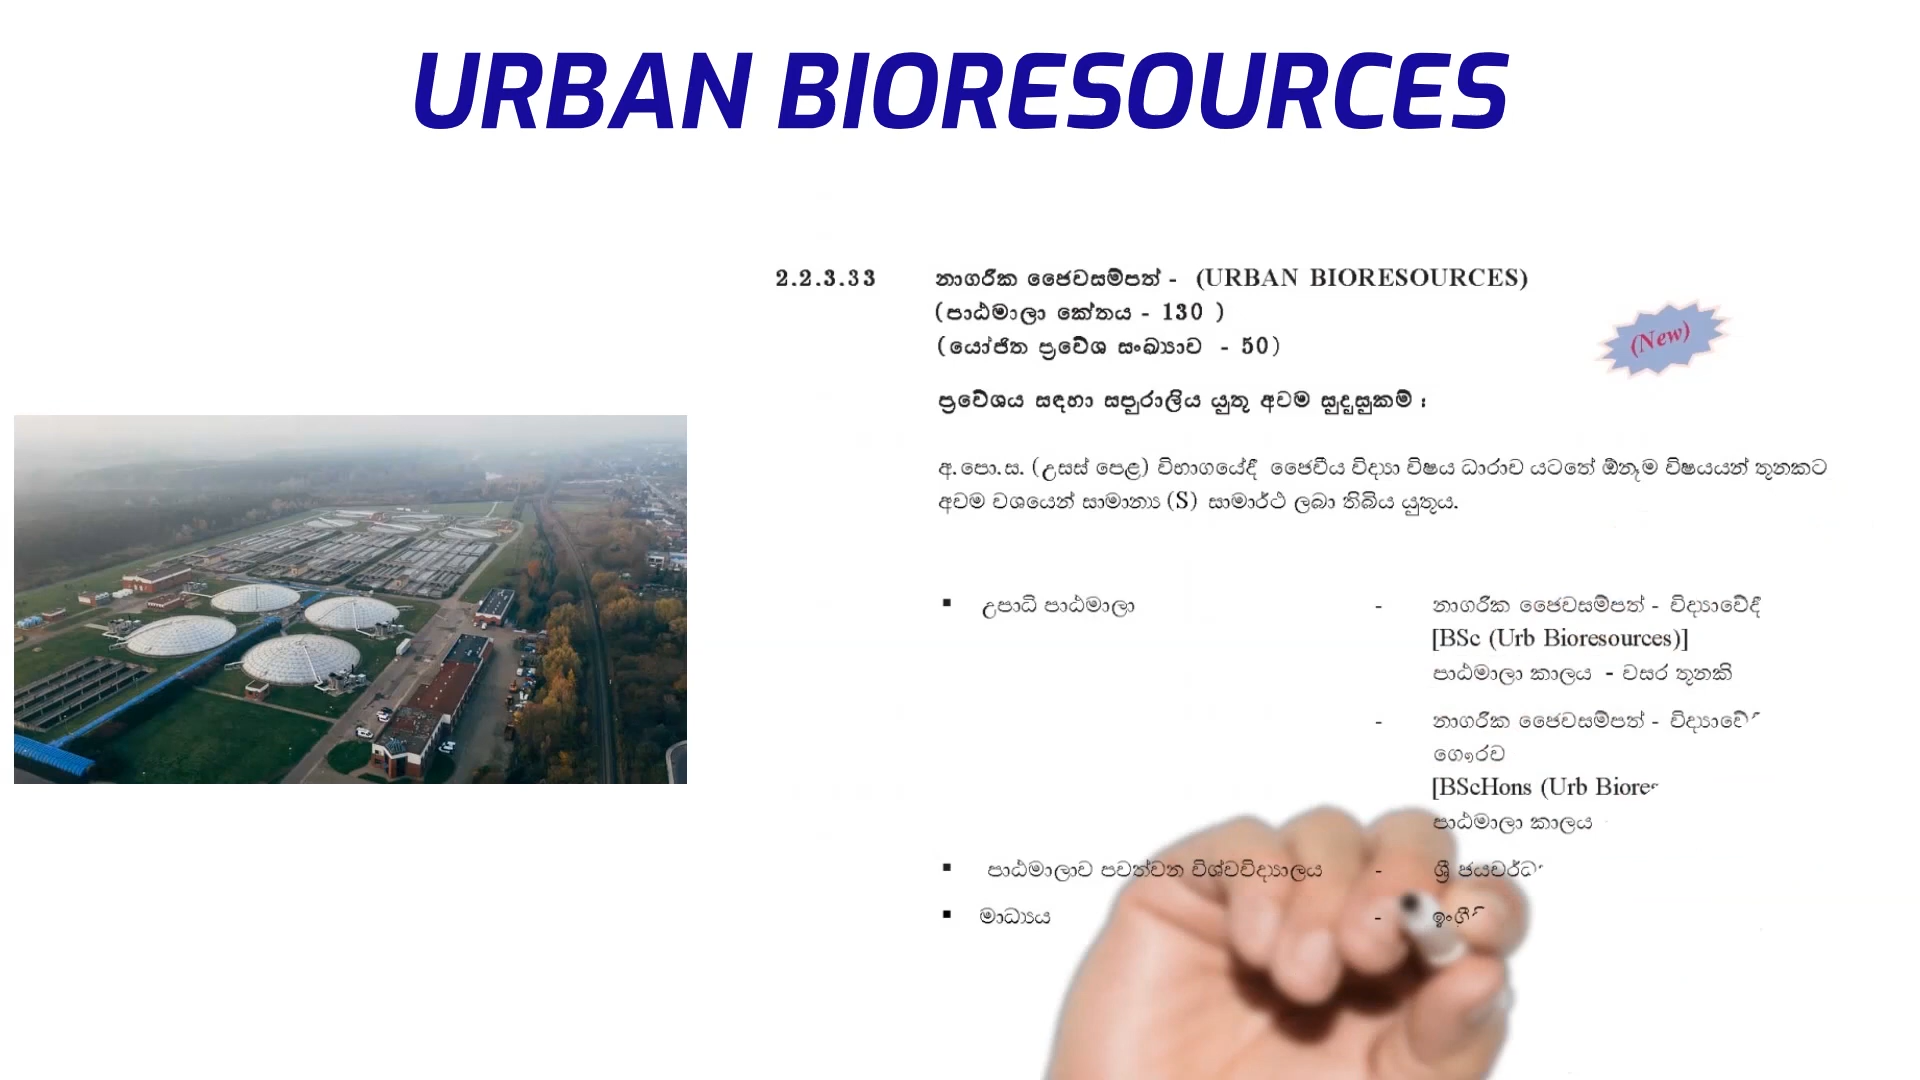 URBAN BIORESOURCES
2.2.3.33 නාගරික ජෛවසම්පත් - (URBAN BIORESOURCES)
(පාඨමාලා කේතය - 130 )
(යෝජිත ප්‍රවේශ සංඛ්‍යාව - 50)
(New)
ප්‍රවේශය සඳහා සපුරාලිය යුතු අවම සුදුසුකම් :
අ.පො.ස. (උසස් පෙළ) විභාගයේදී ජෛවීය විද්‍යා විෂය ධාරාව යටතේ ඕනෑම විෂයයන් තුනකට
අවම වශයෙන් සාමාන්‍ය (S) සාමාර්ථ ලබා තිබිය යුතුය.
▪ උපාධි පාඨමාලා - නාගරික ජෛවසම්පත් - විද්‍යාවේදී
[BSc (Urb Bioresources)]
පාඨමාලා කාලය - වසර තුනකි
- නාගරික ජෛවසම්පත් -
ගෞරව
[BScHons (Urb
පාඨමාලා කාලය
▪ පාඨමාලාව පවත්වන විශ්වවිද්‍යාලය - ශ්‍රී
▪ මාධ්‍යය -